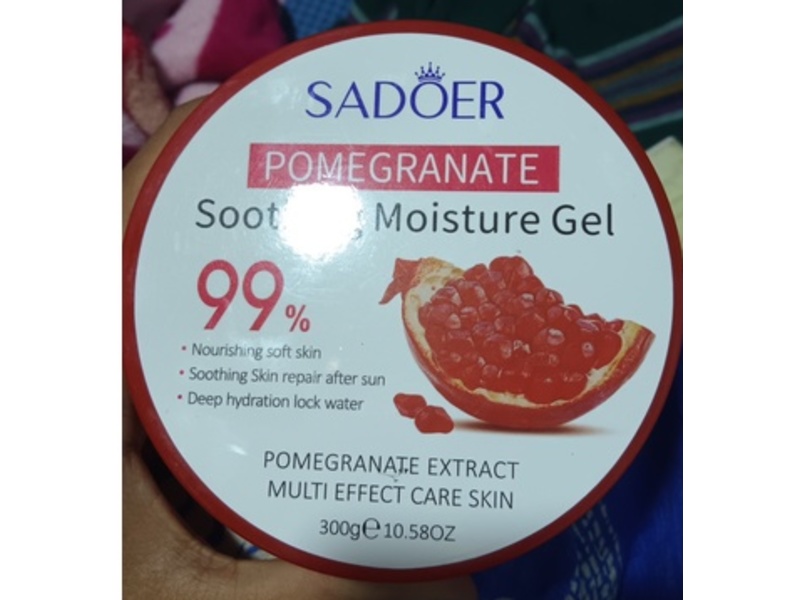 SADOER
POMEGRANATE
Moisture Gel
99%
• Nourishing soft skin
• Soothing Skin repair after sun
• Deep hydration lock water
POMEGRANATE EXTRACT
MULTI EFFECT CARE SKIN
300g℮10.58OZ